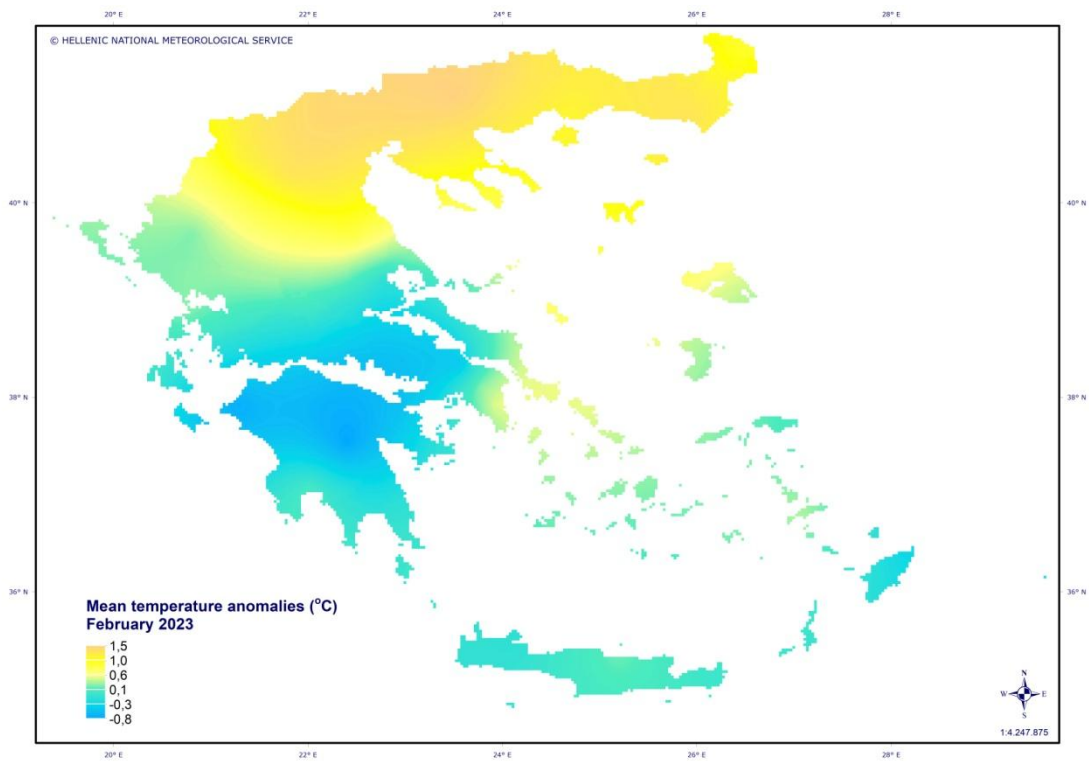 20° E 22° E 24° E 26° E 28° E
© HELLENIC NATIONAL METEOROLOGICAL SERVICE
40° N 40° N
38° N 38° N
36° N 36° N
Mean temperature anomalies (°C)
February 2023
1,5
1,0
0,6
0,1
-0,3
-0,8
N
W E
S
1:4.247.875
20° E 22° E 24° E 26° E 28° E